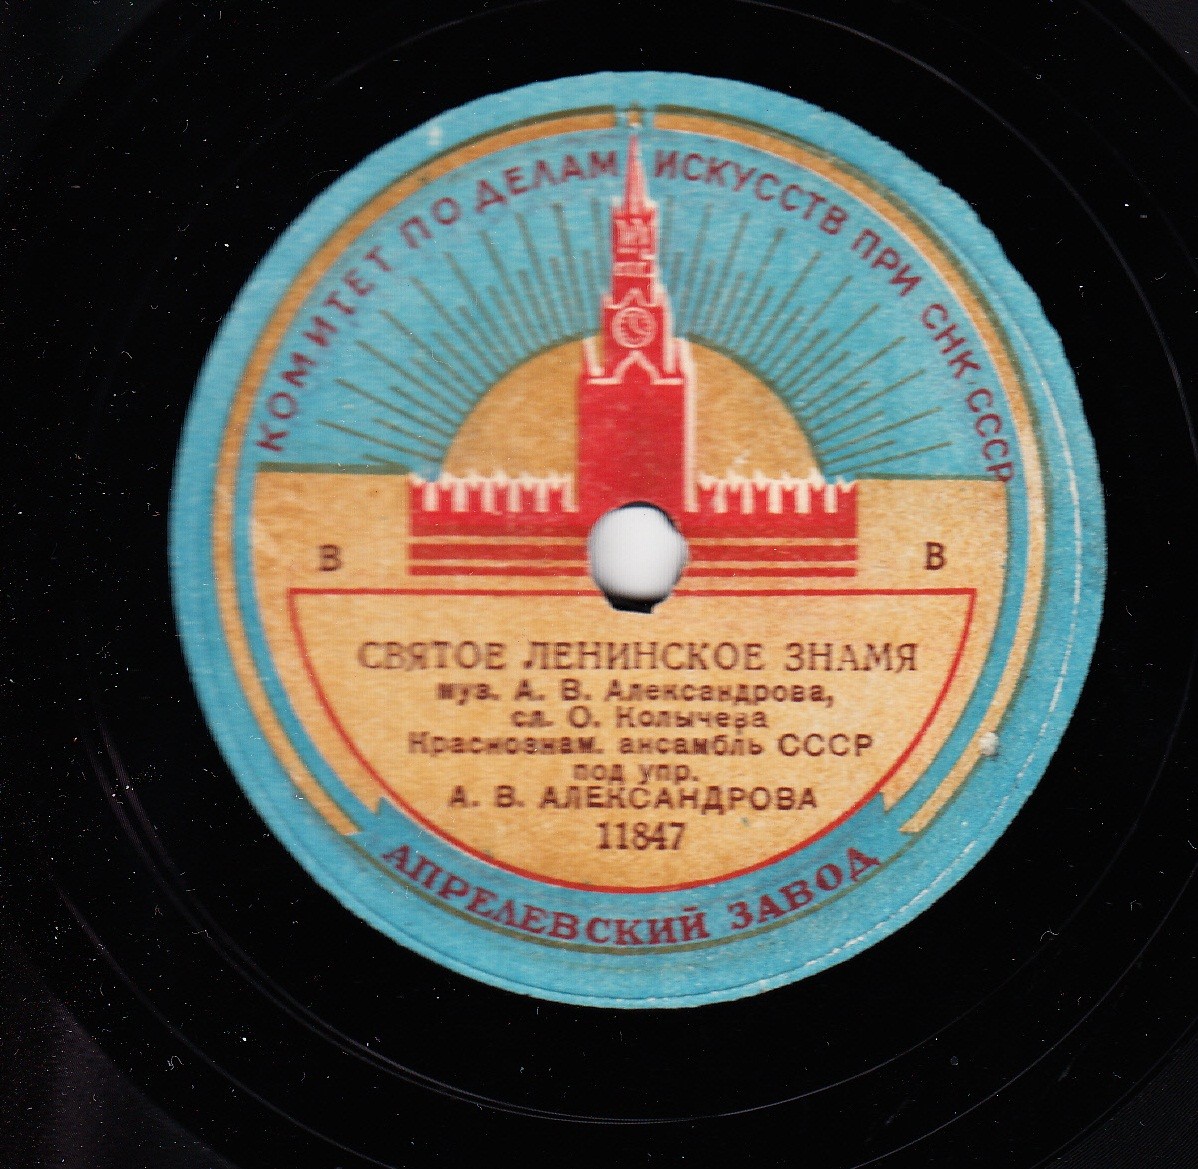 КОМИТЕТ ПО ДЕЛАМ ИСКУССТВ ПРИ СНК·СССР
В В
СВЯТОЕ ЛЕНИНСКОЕ ЗНАМЯ
муз. А. В. Александрова,
сл. О. Колычева
Краснознам. ансамбль СССР
под упр.
А. В. АЛЕКСАНДРОВА
11847
АПРЕЛЕВСКИЙ ЗАВОД